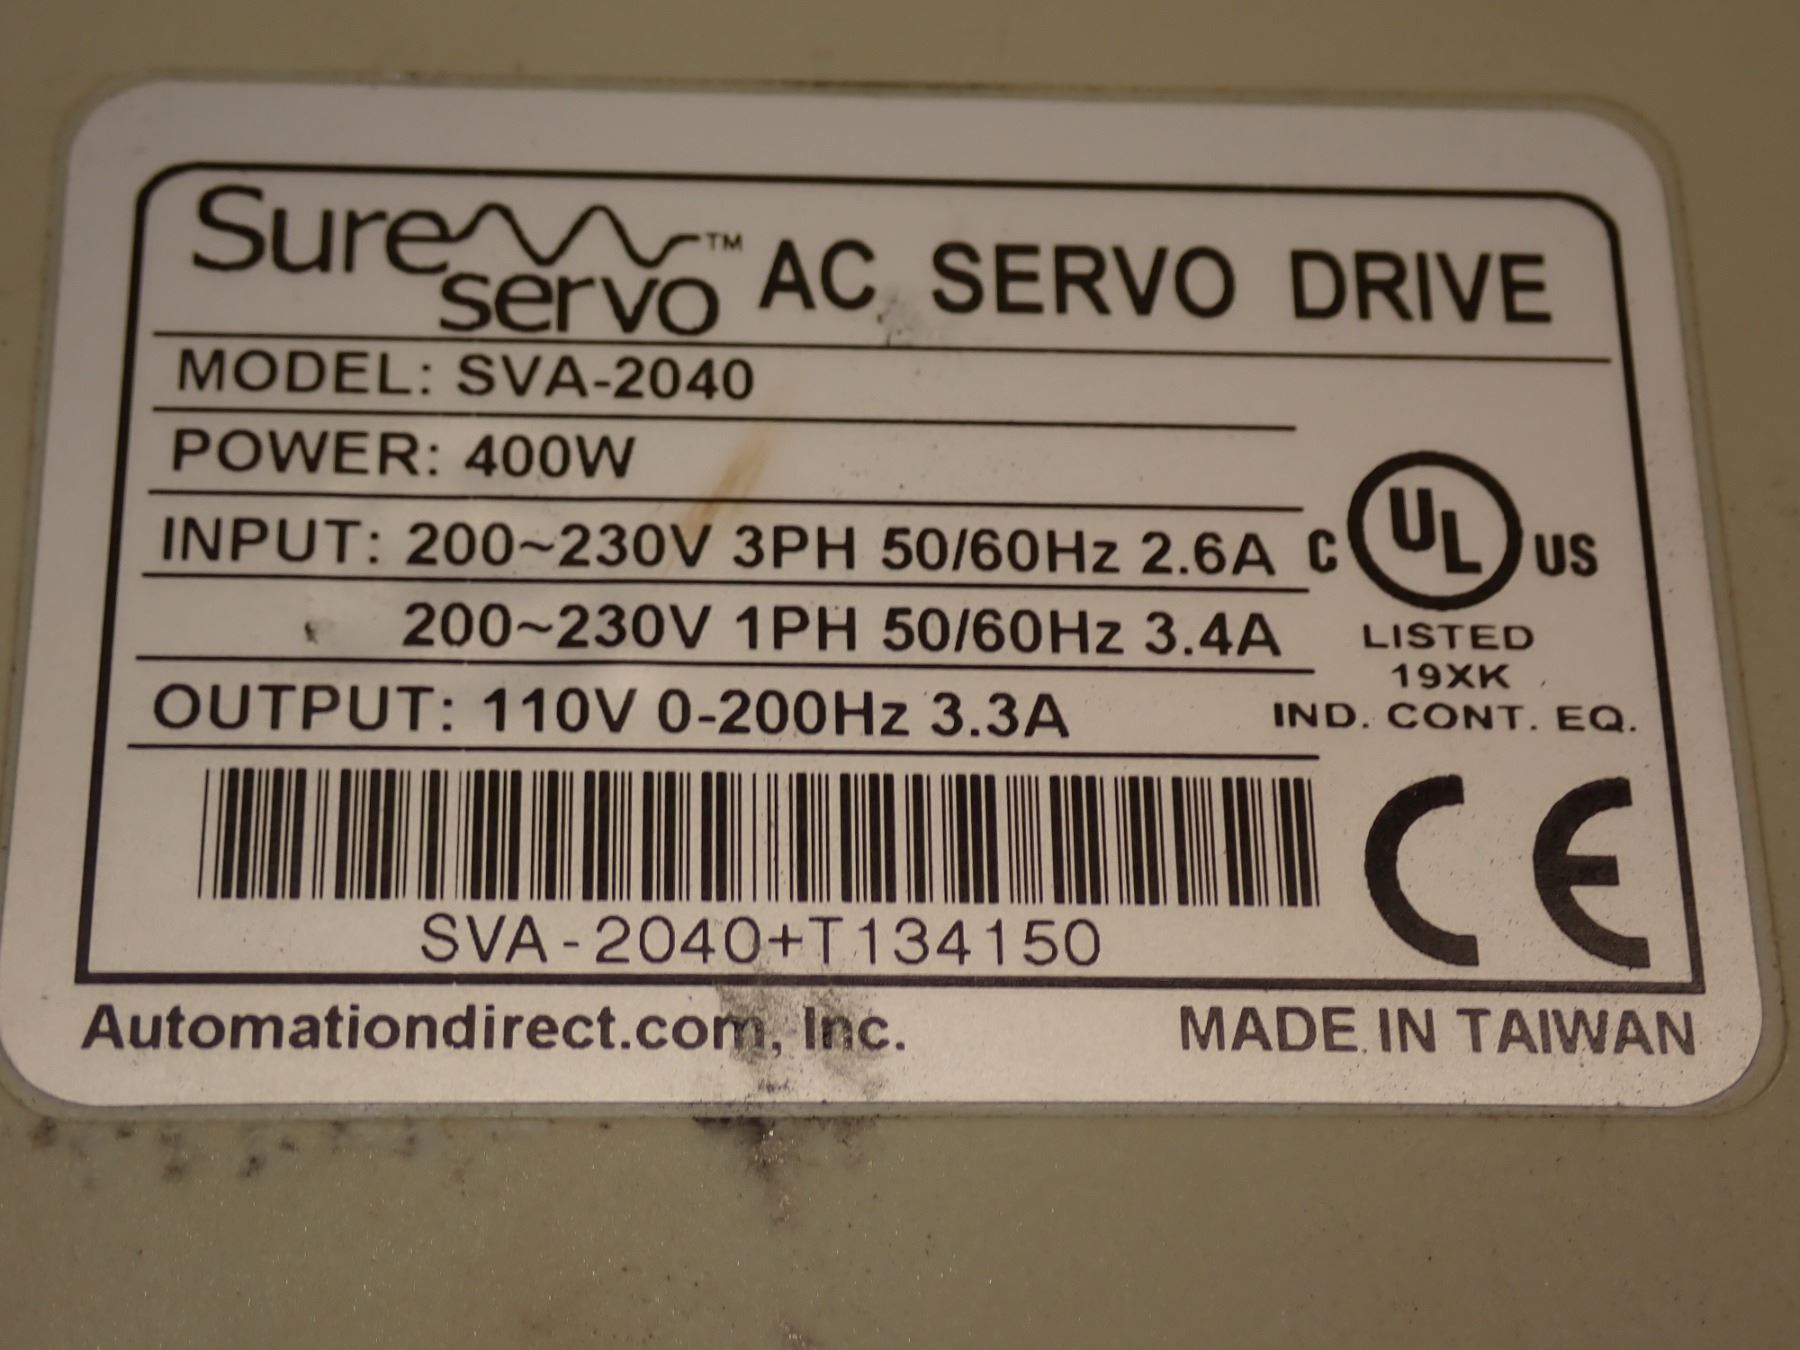 Sure servo™ AC SERVO DRIVE
MODEL: SVA-2040
POWER: 400W
INPUT: 200~230V 3PH 50/60Hz 2.6A
200~230V 1PH 50/60Hz 3.4A
OUTPUT: 110V 0-200Hz 3.3A
C UL US
LISTED
19XK
IND. CONT. EQ.
SVA-2040+T134150
CE
Automationdirect.com, Inc.
MADE IN TAIWAN